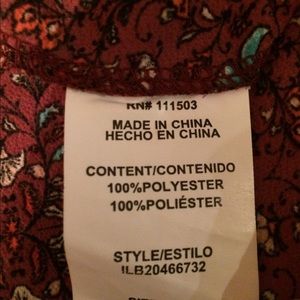 RN# 111503
MADE IN CHINA
HECHO EN CHINA
CONTENT/CONTENIDO
100%POLYESTER
100%POLIÉSTER
STYLE/ESTILO
ILB20466732